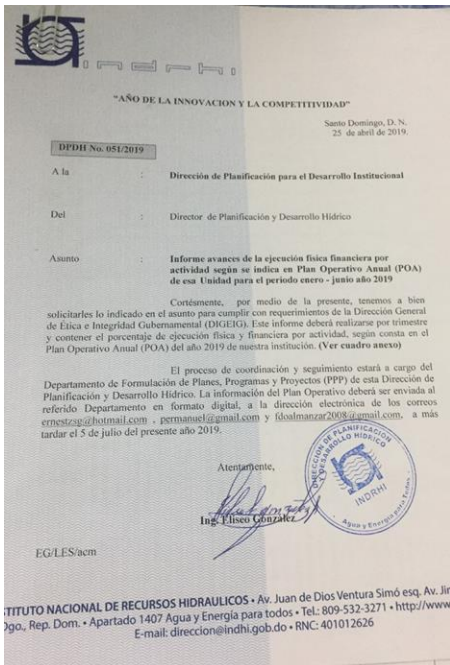 indrhi
“AÑO DE LA INNOVACION Y LA COMPETITIVIDAD”
Santo Domingo, D. N.
25 de abril de 2019.
DPDH No. 051/2019
A la : Dirección de Planificación para el Desarrollo Institucional
Del : Director de Planificación y Desarrollo Hídrico
Asunto : Informe avances de la ejecución física financiera por
actividad según se indica en Plan Operativo Anual (POA)
de esa Unidad para el periodo enero - junio año 2019
Cortésmente, por medio de la presente, tenemos a bien
solicitarles lo indicado en el asunto para cumplir con requerimientos de la Dirección General
de Ética e Integridad Gubernamental (DIGEIG). Este informe deberá realizarse por trimestre
y contener el porcentaje de ejecución física y financiera por actividad, según consta en el
Plan Operativo Anual (POA) del año 2019 de nuestra institución. (Ver cuadro anexo)
El proceso de coordinación y seguimiento estará a cargo del
Departamento de Formulación de Planes, Programas y Proyectos (PPP) de esta Dirección de
Planificación y Desarrollo Hídrico. La información del Plan Operativo deberá ser enviada al
referido Departamento en formato digital, a la dirección electrónica de los correos
ernestzsg@hotmail.com , permanuel@gmail.com y fidoalmanzar2008@gmail.com, a más
tardar el 5 de julio del presente año 2019.
Atentamente,
Ing. Eliseo González
DIRECCION DE PLANIFICACION
Y DESARROLLO HIDRICO
INDRHI
Agua y Energía para Todos
EG/LES/acm
TITUTO NACIONAL DE RECURSOS HIDRAULICOS • Av. Juan de Dios Ventura Simó esq. Av. Jir
Dgo., Rep. Dom. • Apartado 1407 Agua y Energía para todos • Tel.: 809-532-3271 • http://www
E-mail: direccion@indhi.gob.do • RNC: 401012626